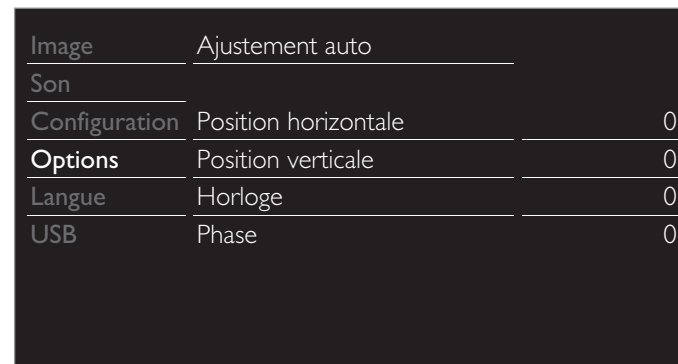 Image Ajustement auto
Son
Configuration Position horizontale 0
Options Position verticale 0
Langue Horloge 0
USB Phase 0